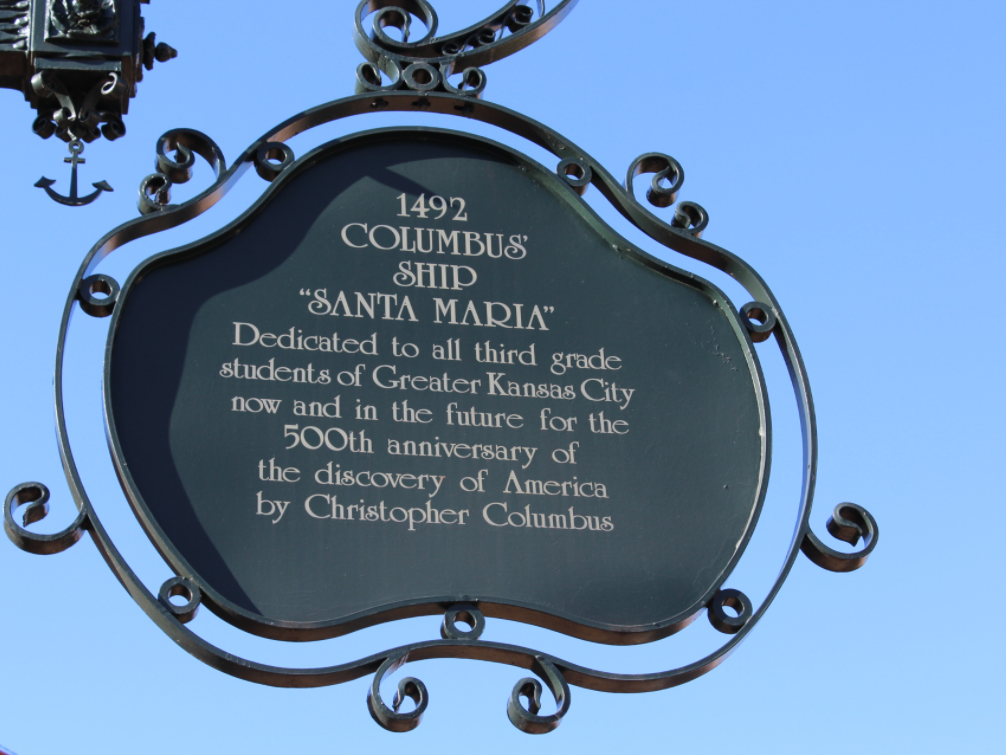 1492
COLUMBUS'
SHIP
"SANTA MARIA"
Dedicated to all third grade
students of Greater Kansas City
now and in the future for the
500th anniversary of
the discovery of America
by Christopher Columbus